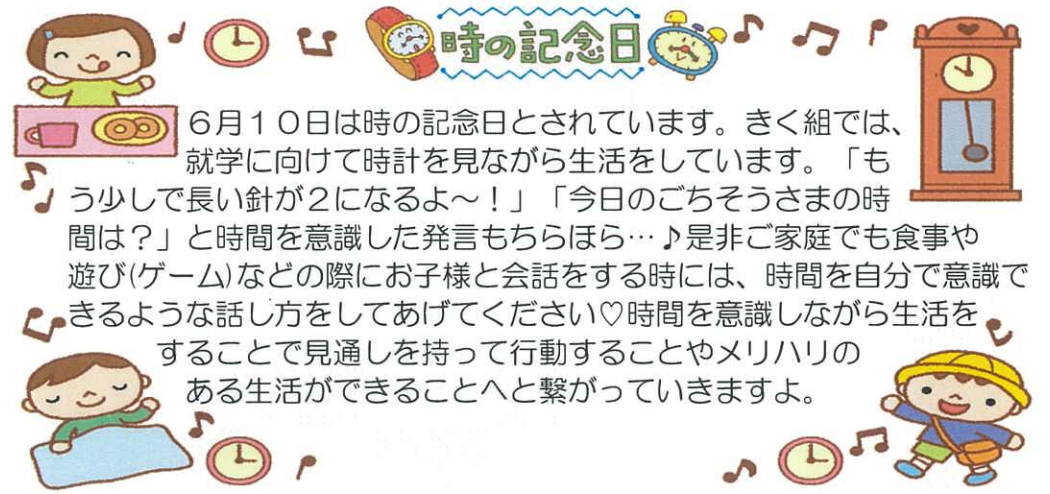 時の記念日
６月１０日は時の記念日とされています。きく組では、
就学に向けて時計を見ながら生活をしています。「も
う少しで長い針が２になるよ～！」「今日のごちそうさまの時
間は？」と時間を意識した発言もちらほら…♪是非ご家庭でも食事や
遊び(ゲーム)などの際にお子様と会話をする時には、時間を自分で意識で
きるような話し方をしてあげてください♡時間を意識しながら生活を
することで見通しを持って行動することやメリハリの
ある生活ができることへと繋がっていきますよ。